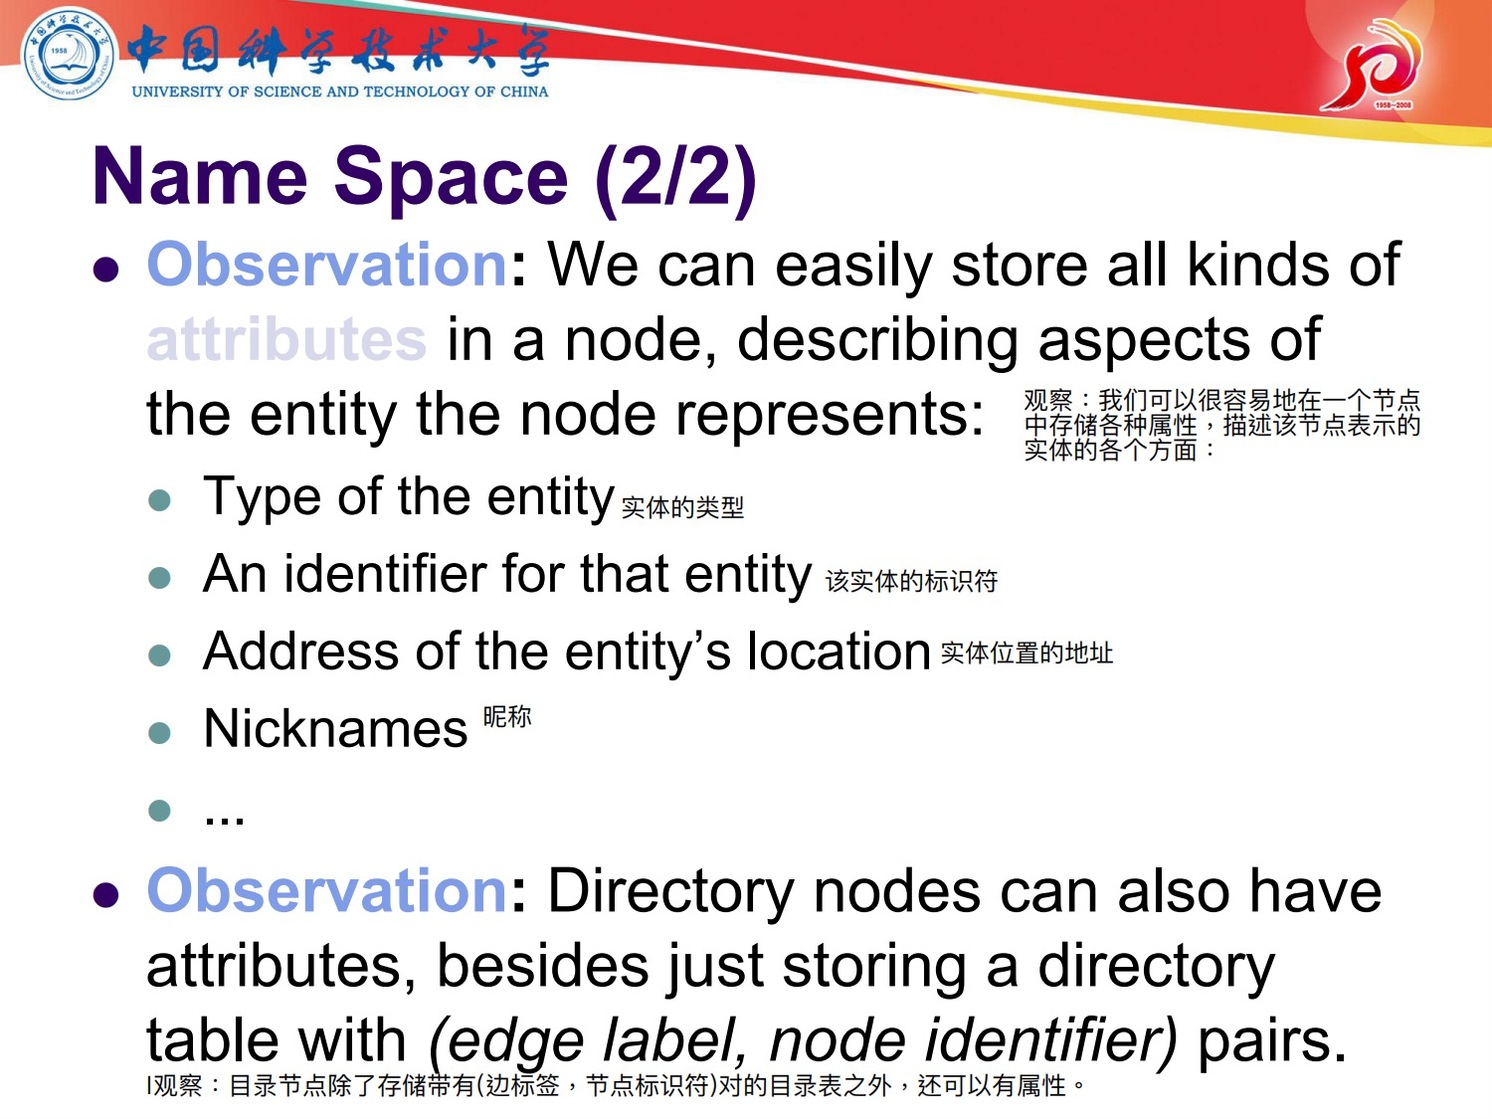 中国科学技术大学
UNIVERSITY OF SCIENCE AND TECHNOLOGY OF CHINA
1958
1958—2008
Name Space (2/2)
Observation: We can easily store all kinds of
attributes in a node, describing aspects of
the entity the node represents:
观察：我们可以很容易地在一个节点
中存储各种属性，描述该节点表示的
实体的各个方面：
Type of the entity 实体的类型
An identifier for that entity 该实体的标识符
Address of the entity’s location 实体位置的地址
Nicknames 昵称
...
Observation: Directory nodes can also have
attributes, besides just storing a directory
table with (edge label, node identifier) pairs.
I观察：目录节点除了存储带有(边标签，节点标识符)对的目录表之外，还可以有属性。